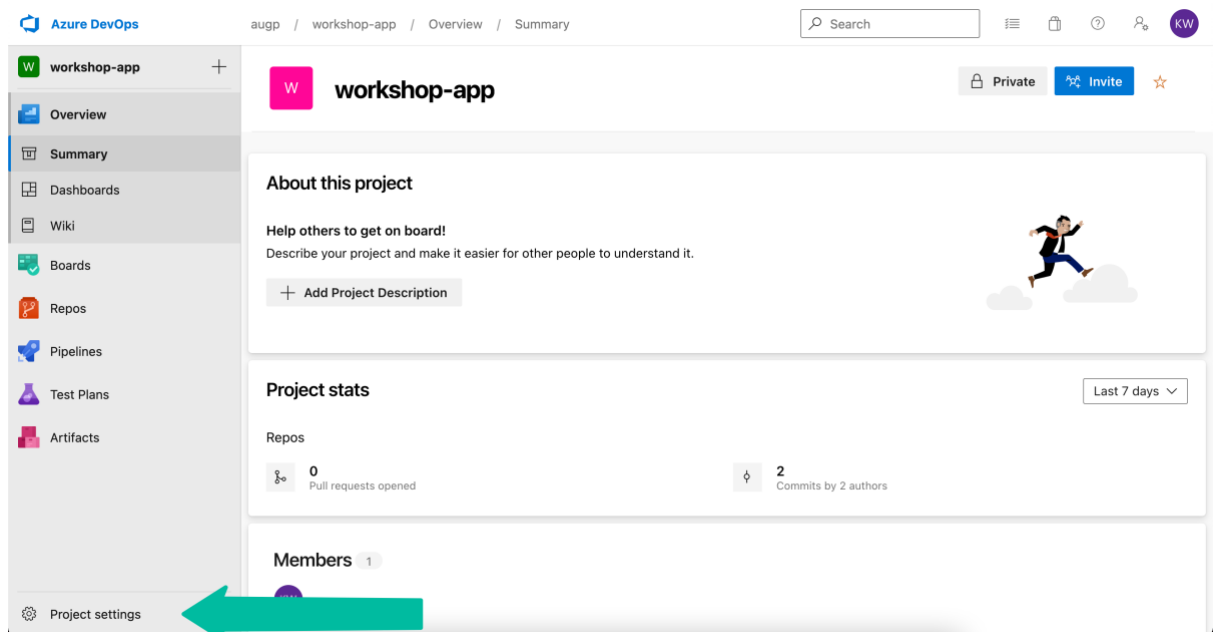 Azure DevOps
augp / workshop-app / Overview / Summary
Search
KW
W workshop-app
Overview
Summary
Dashboards
Wiki
Boards
Repos
Pipelines
Test Plans
Artifacts
Project settings
W
workshop-app
Private
Invite
About this project
Help others to get on board!
Describe your project and make it easier for other people to understand it.
Add Project Description
Project stats
Last 7 days
Repos
0
Pull requests opened
2
Commits by 2 authors
Members 1